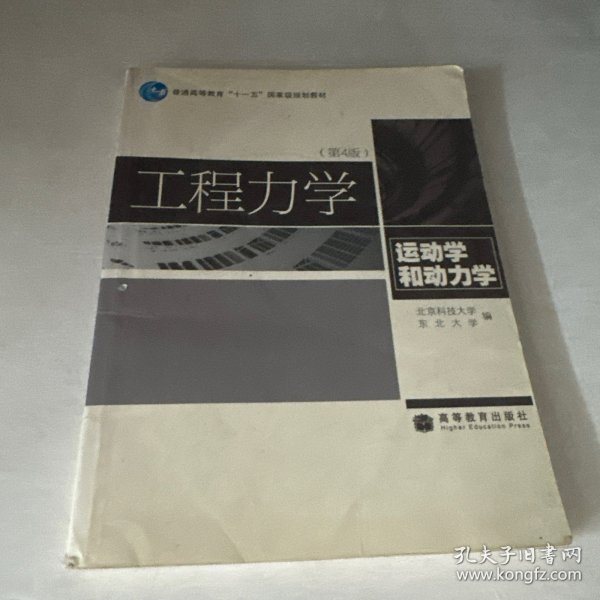 普通高等教育“十一五”国家级规划教材
（第4版）
工程力学
运动学
和动力学
北京科技大学
东北大学
编
高等教育出版社
Higher Education Press
孔夫子旧书网
www.kongfz.com